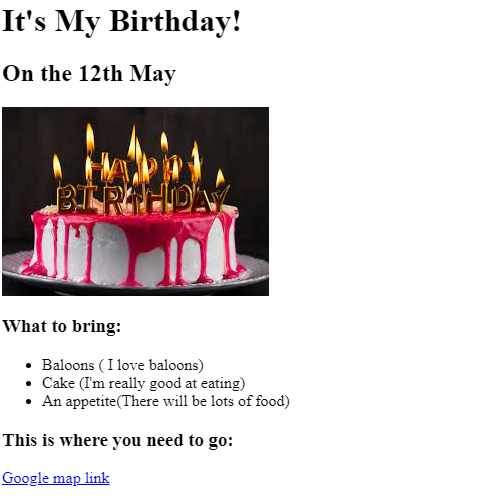 It's My Birthday!
On the 12th May
HAPPY
BIRTHDAY
What to bring:
Baloons ( I love baloons)
Cake (I'm really good at eating)
An appetite(There will be lots of food)
This is where you need to go:
Google map link